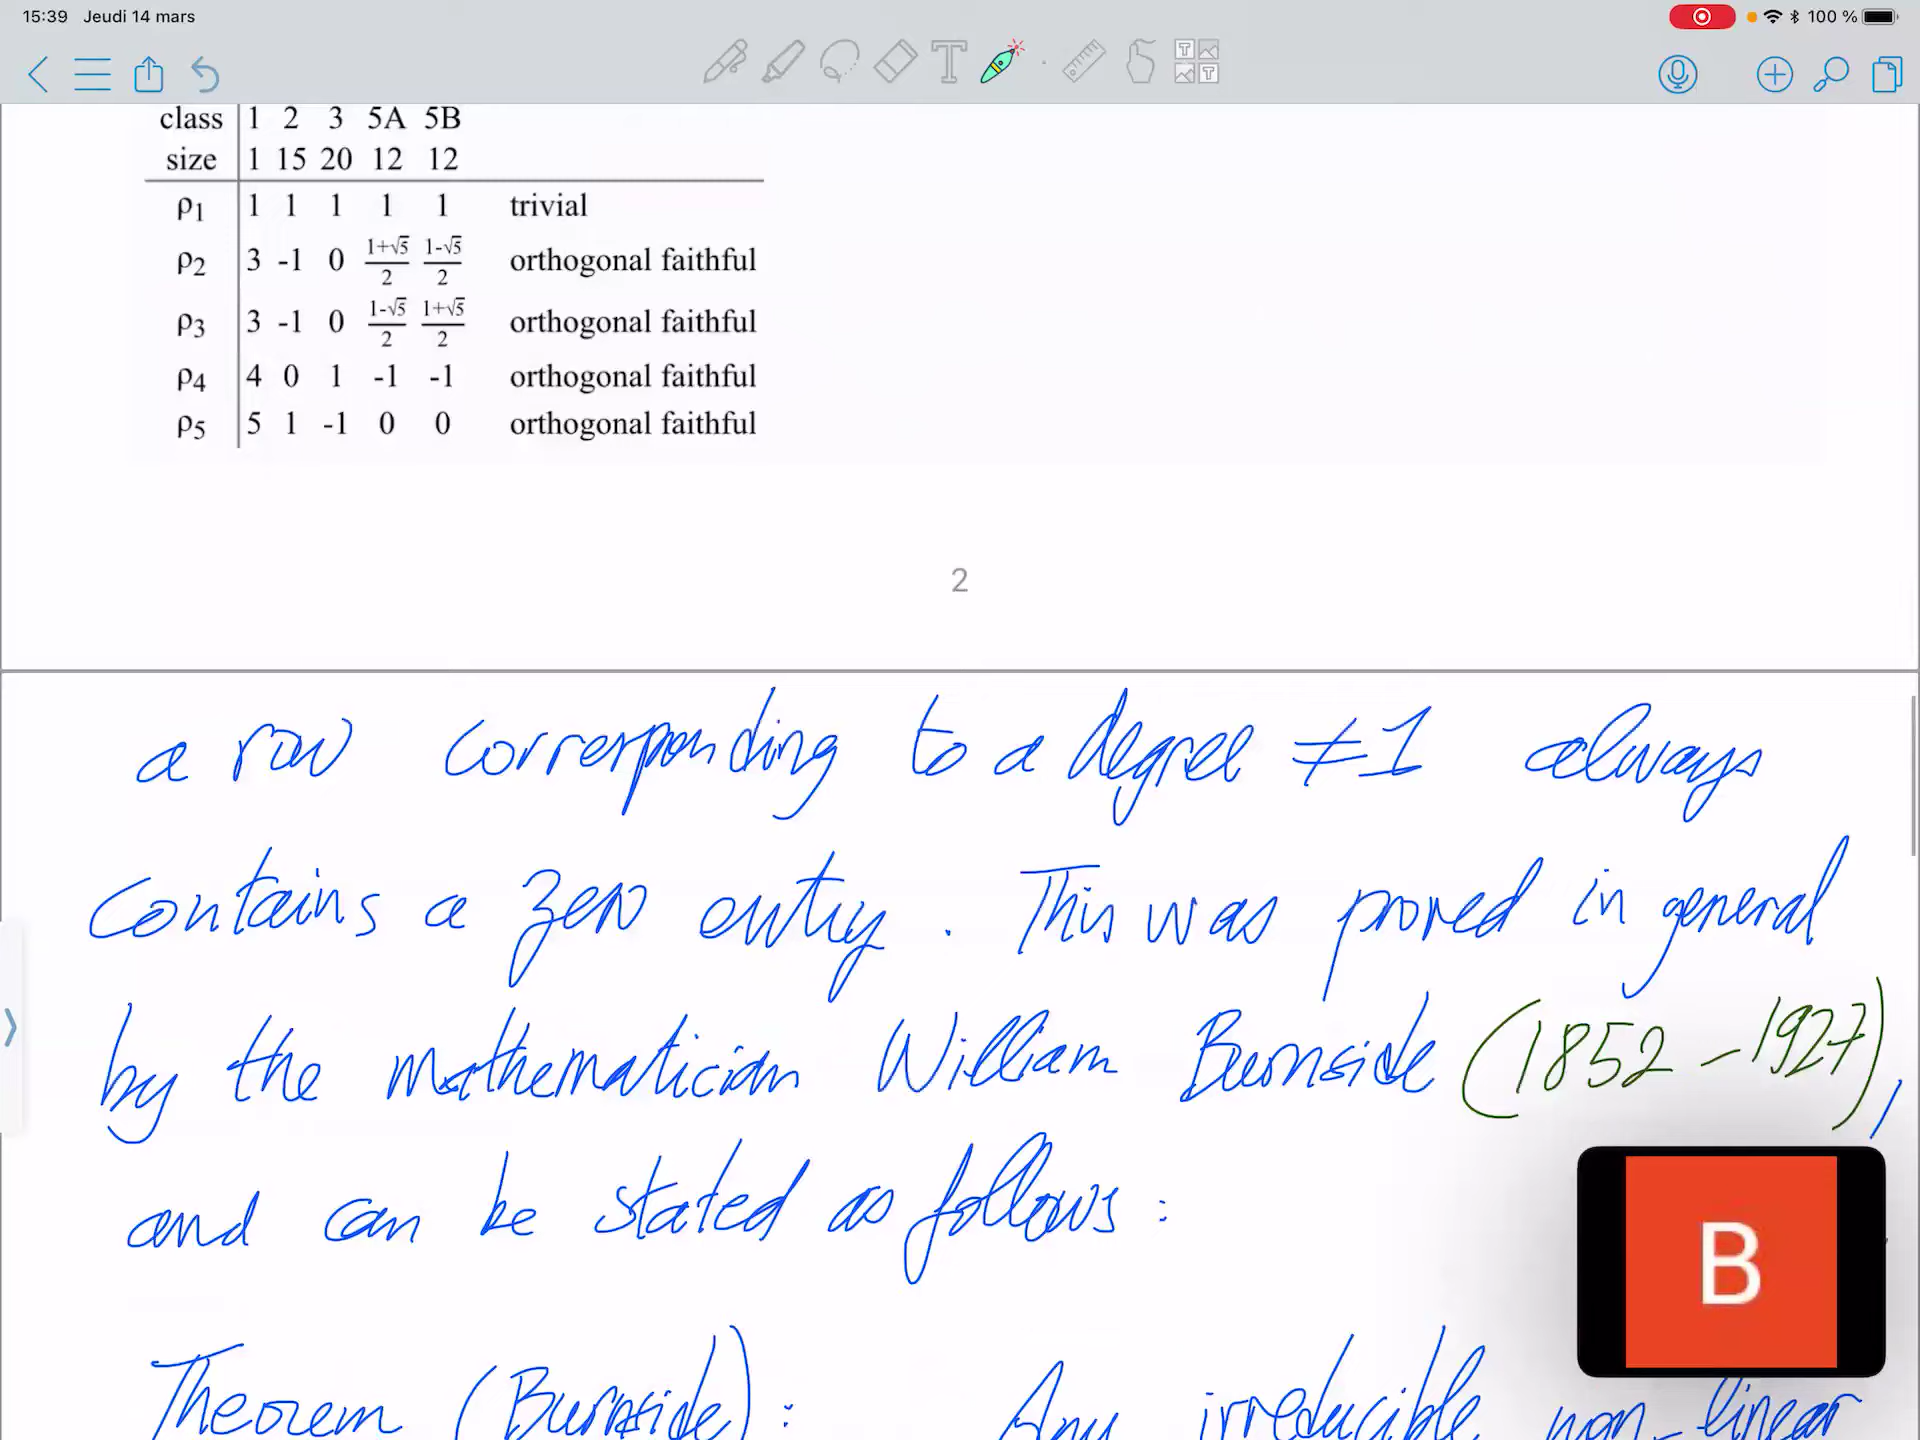 15:39 Jeudi 14 mars 100 %
class 1 2 3 5A 5B
size 1 15 20 12 12
ρ1 1 1 1 1 1 trivial
ρ2 3 -1 0 (1+√5)/2 (1-√5)/2 orthogonal faithful
ρ3 3 -1 0 (1-√5)/2 (1+√5)/2 orthogonal faithful
ρ4 4 0 1 -1 -1 orthogonal faithful
ρ5 5 1 -1 0 0 orthogonal faithful
2
a row corresponding to a degree ≠1 always
contains a zero entry. This was proved in general
by the mathematician William Burnside (1852-1927),
and can be stated as follows:
B
Theorem (Burnside): Any irreducible non-linear